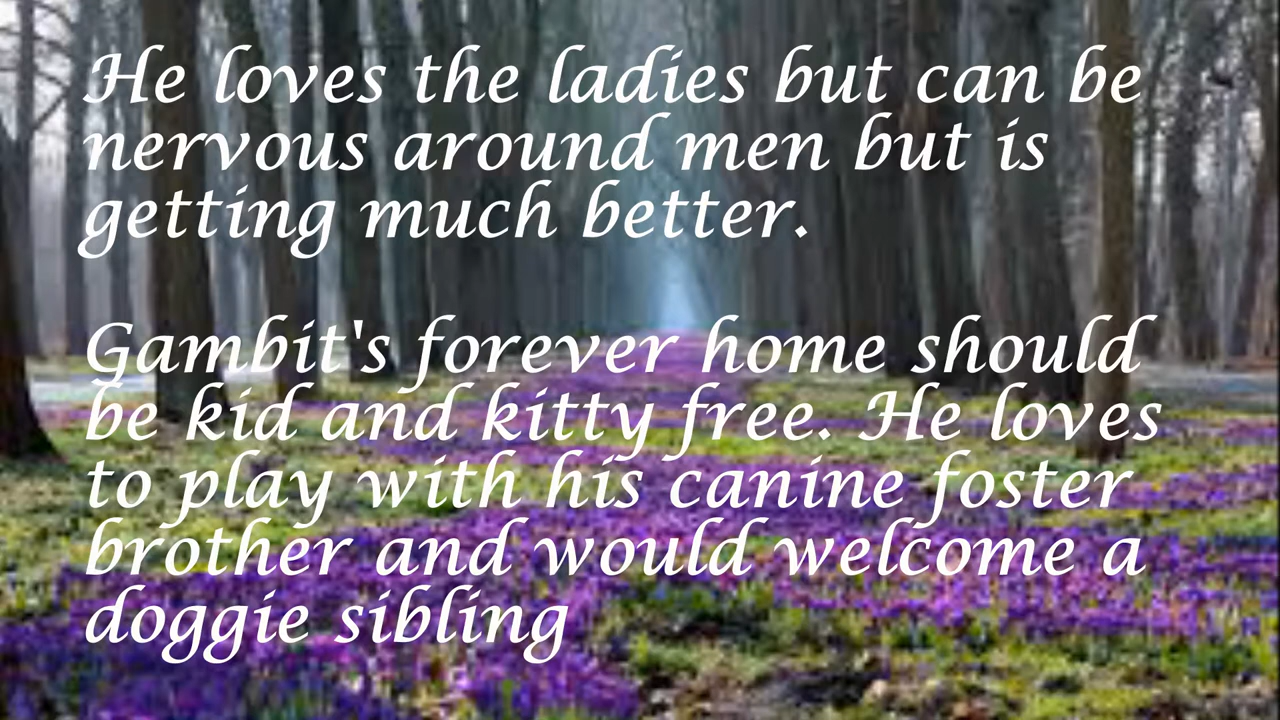 He loves the ladies but can be
nervous around men but is
getting much better.
Gambit's forever home should
be kid and kitty free. He loves
to play with his canine foster
brother and would welcome a
doggie sibling